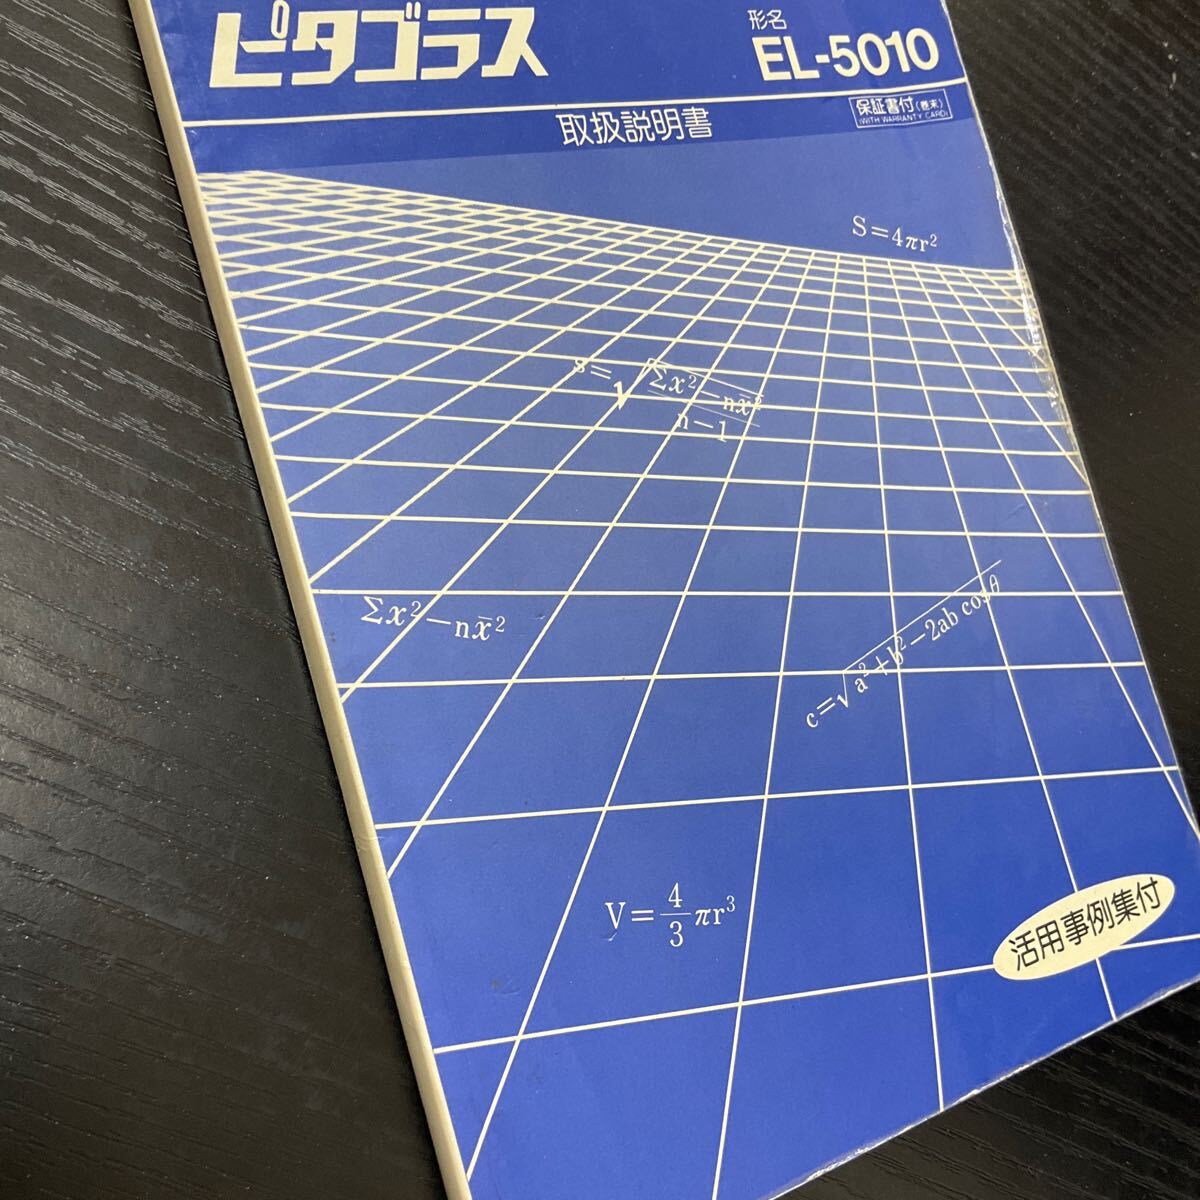 ピタゴラス
形名
EL-5010
取扱説明書
保証書付(巻末)
(WITH WARRANTY CARD)
S=4πr²
s=√(Σx²-nx̄²)/(n-1)
Σx²-nx̄²
c=√a²+b²-2ab cosθ
V=4/3πr³
活用事例集付